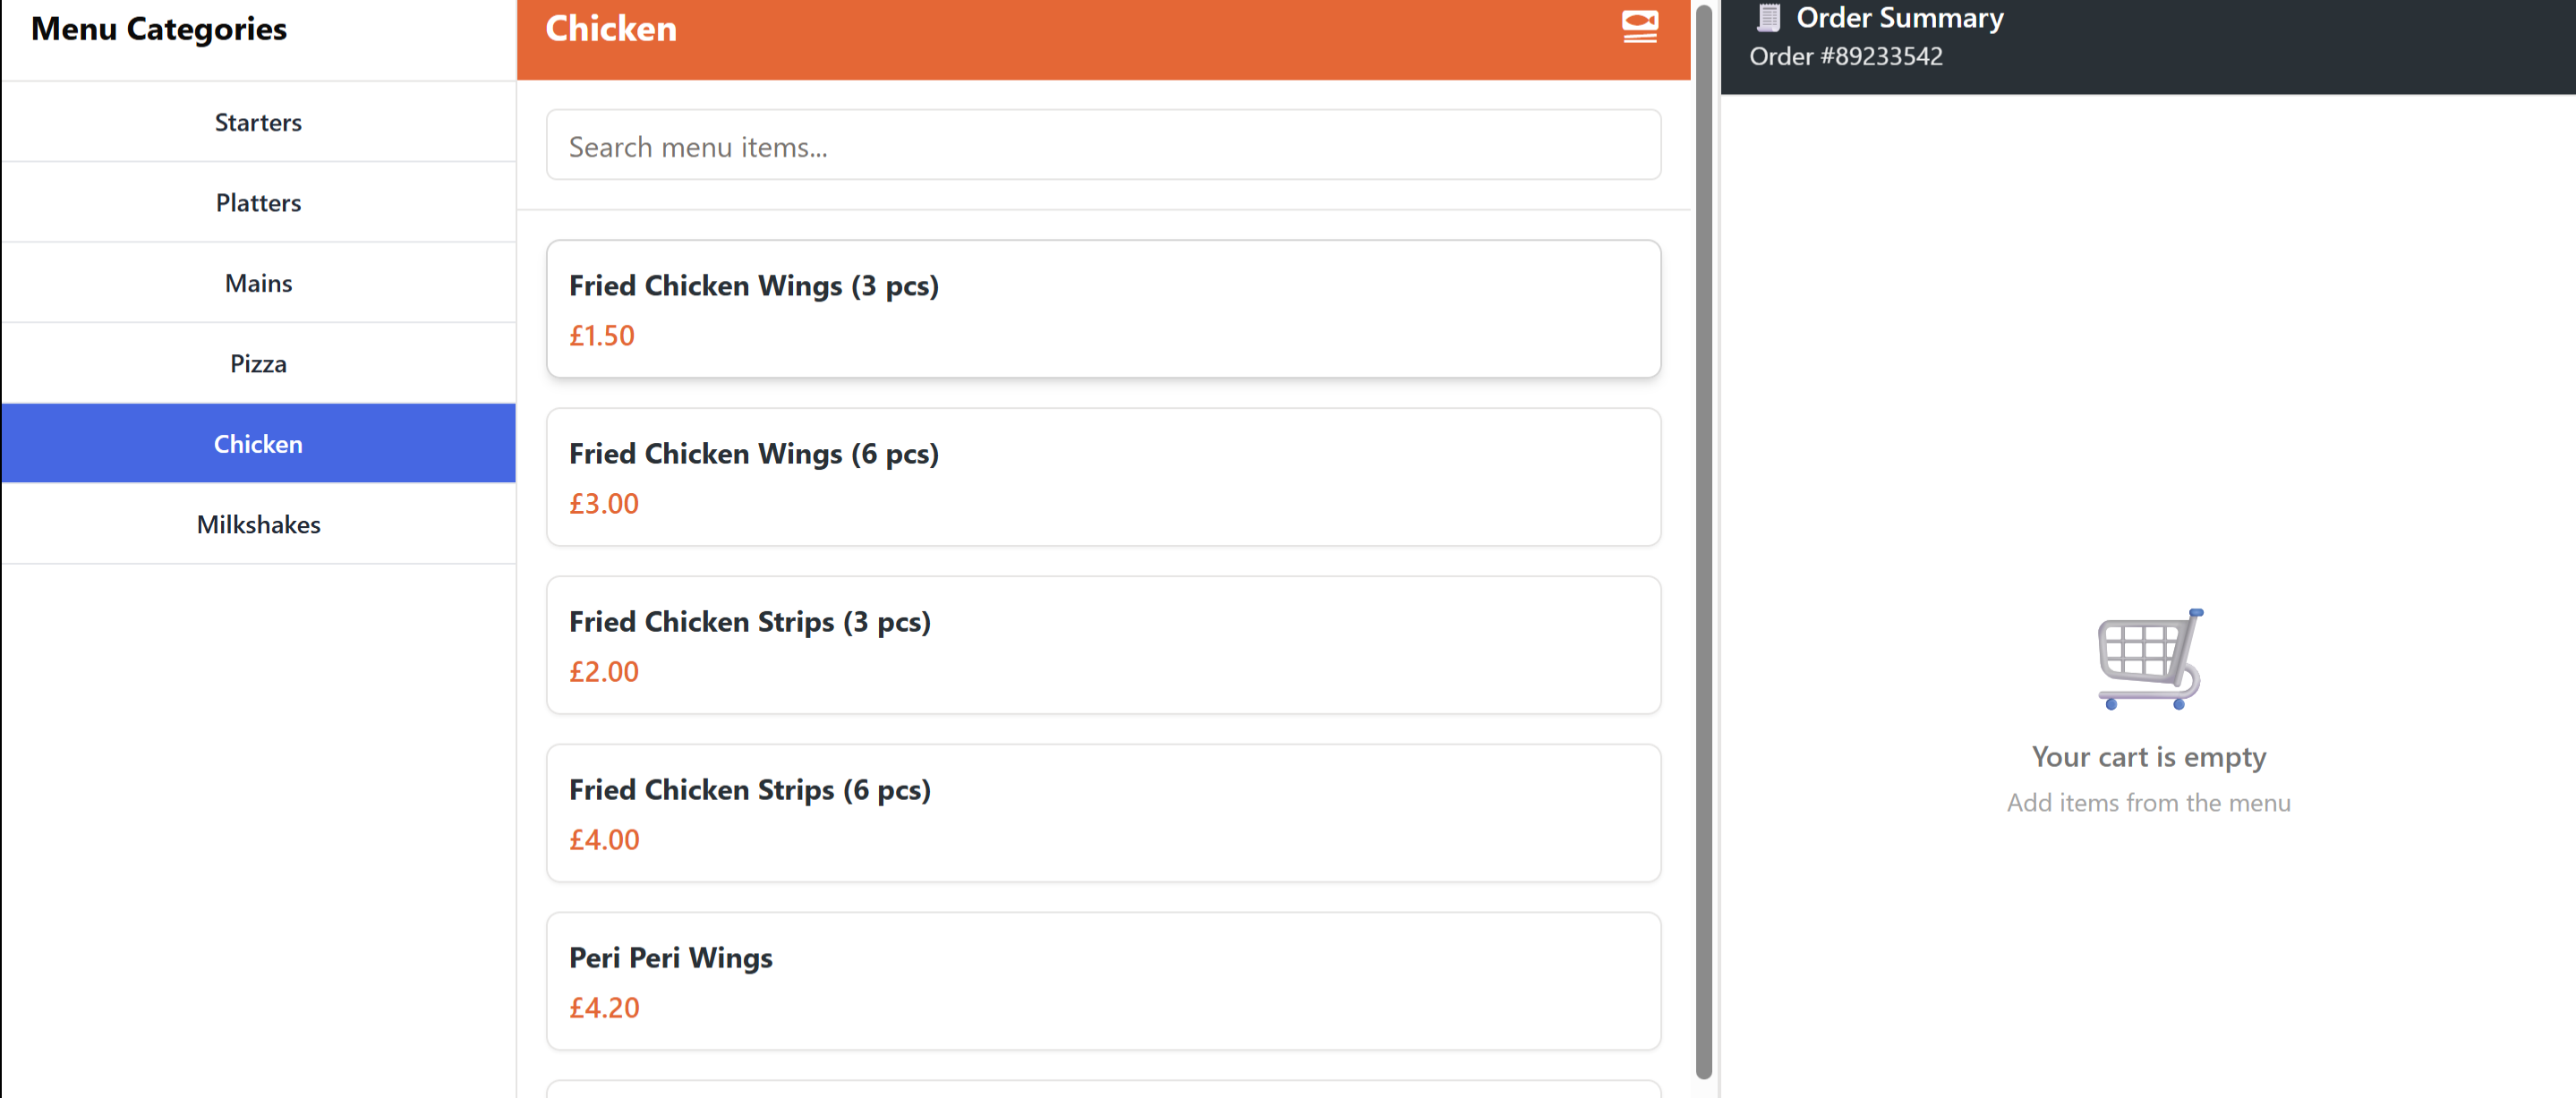 Menu Categories
Starters
Platters
Mains
Pizza
Chicken
Milkshakes
Chicken
Search menu items...
Fried Chicken Wings (3 pcs)
£1.50
Fried Chicken Wings (6 pcs)
£3.00
Fried Chicken Strips (3 pcs)
£2.00
Fried Chicken Strips (6 pcs)
£4.00
Peri Peri Wings
£4.20
Order Summary
Order #89233542
Your cart is empty
Add items from the menu